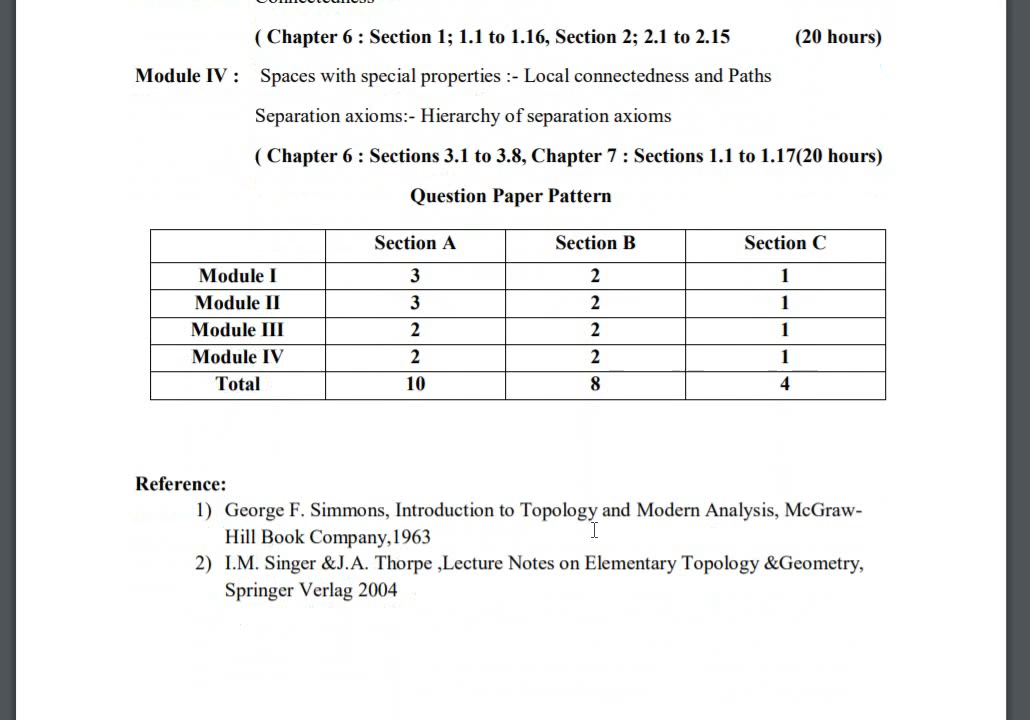 Connectedness
( Chapter 6 : Section 1; 1.1 to 1.16, Section 2; 2.1 to 2.15 (20 hours)
Module IV : Spaces with special properties :- Local connectedness and Paths
Separation axioms:- Hierarchy of separation axioms
( Chapter 6 : Sections 3.1 to 3.8, Chapter 7 : Sections 1.1 to 1.17(20 hours)
Question Paper Pattern
Section A Section B Section C
Module I 3 2 1
Module II 3 2 1
Module III 2 2 1
Module IV 2 2 1
Total 10 8 4
Reference:
1) George F. Simmons, Introduction to Topology and Modern Analysis, McGraw-
Hill Book Company,1963
2) I.M. Singer &J.A. Thorpe ,Lecture Notes on Elementary Topology &Geometry,
Springer Verlag 2004